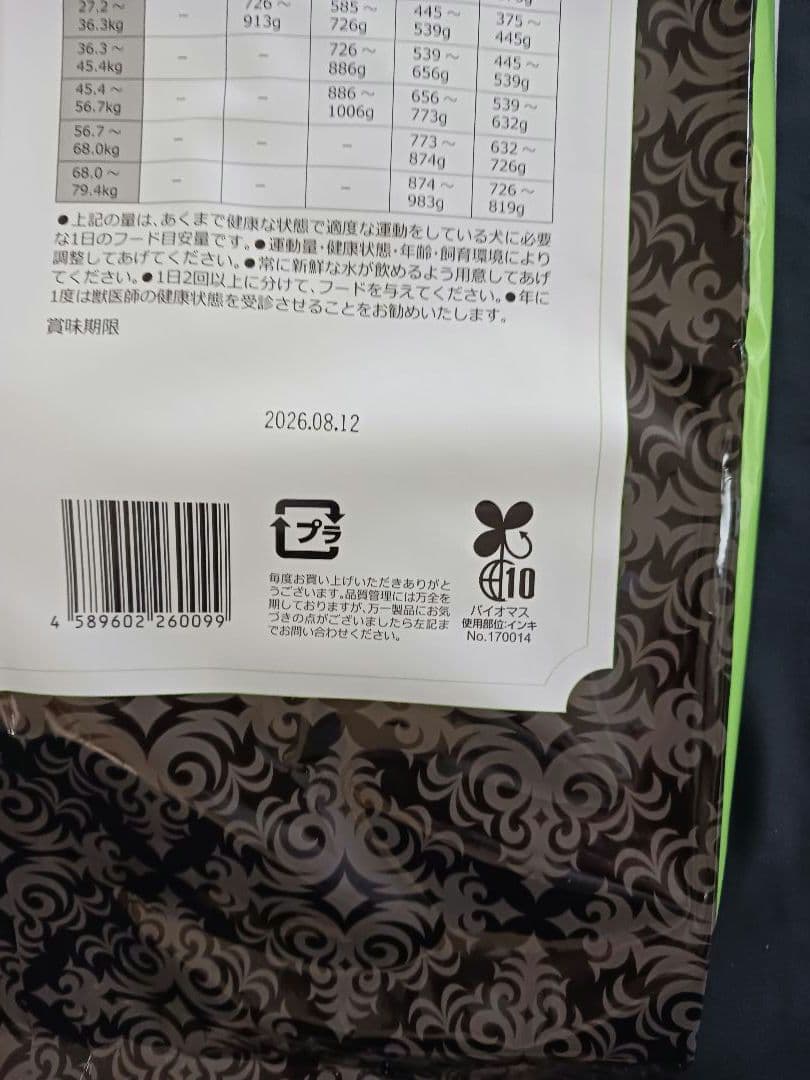 27.2～
36.3kg
－
726～
913g
585～
726g
445～
539g
375～
445g
36.3～
45.4kg
－
－
726～
886g
539～
656g
445～
539g
45.4～
56.7kg
－
－
886～
1006g
656～
773g
539～
632g
56.7～
68.0kg
－
－
－
773～
874g
632～
726g
68.0～
79.4kg
－
－
－
874～
983g
726～
819g
●上記の量は、あくまで健康な状態で適度な運動をしている犬に必要
な1日のフード目安量です。●運動量・健康状態・年齢・飼育環境により
調整してあげてください。●常に新鮮な水が飲めるよう用意してあげ
てください。●1日2回以上に分けて、フードを与えてください。●年に
1度は獣医師の健康状態を受診させることをお勧めいたします。
賞味期限
2026.08.12
4 589602 260099
プラ
毎度お買い上げいただきありがと
うございます。品質管理には万全を
期しておりますが、万一製品にお気
づきの点がございましたら左記ま
でお問い合わせください。
10
バイオマス
使用部位:インキ
No.170014